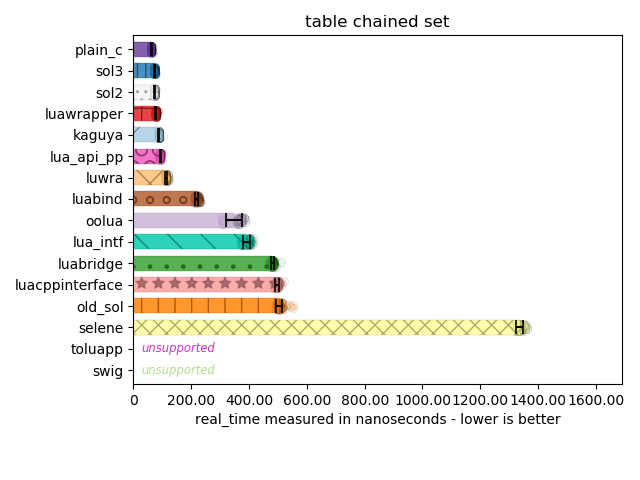 table chained set
plain_c
sol3
sol2
luawrapper
kaguya
lua_api_pp
luwra
luabind
oolua
lua_intf
luabridge
luacppinterface
old_sol
selene
toluapp unsupported
swig unsupported
0.00 200.00 400.00 600.00 800.00 1000.00 1200.00 1400.00 1600.00
real_time measured in nanoseconds - lower is better